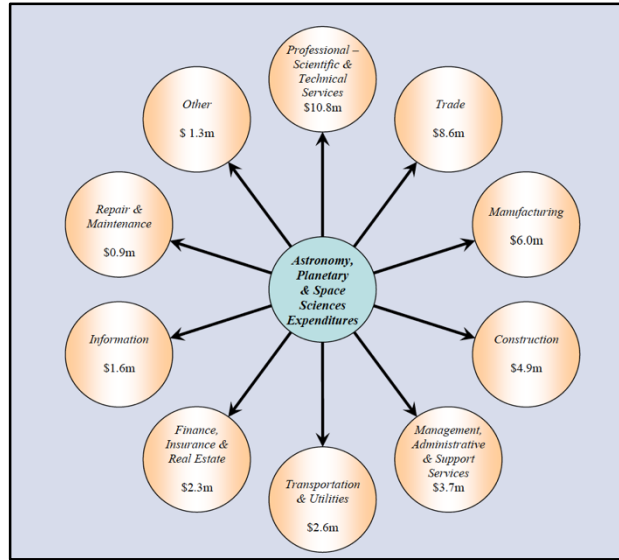 Professional –
Scientific &
Technical
Services
$10.8m
Trade
$8.6m
Manufacturing
$6.0m
Construction
$4.9m
Management,
Administrative
& Support
Services
$3.7m
Transportation
& Utilities
$2.6m
Finance,
Insurance &
Real Estate
$2.3m
Information
$1.6m
Repair &
Maintenance
$0.9m
Other
$ 1.3m
Astronomy,
Planetary
& Space
Sciences
Expenditures